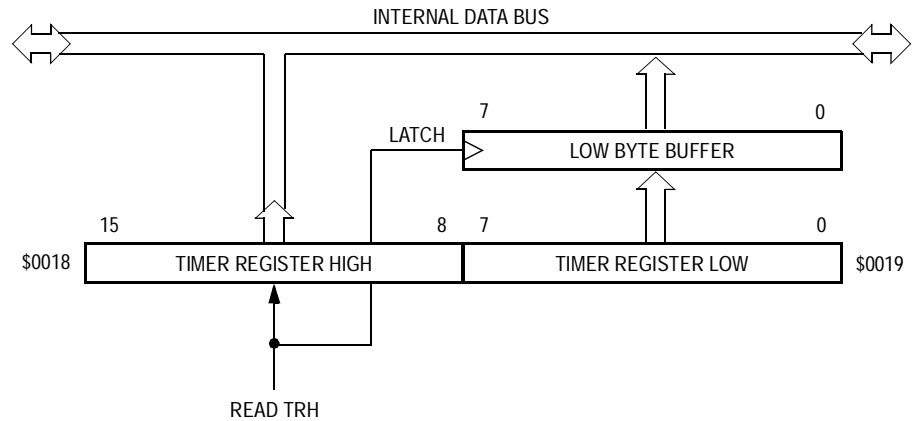 INTERNAL DATA BUS
7 0
LATCH
LOW BYTE BUFFER
15 8 7 0
$0018 TIMER REGISTER HIGH TIMER REGISTER LOW $0019
READ TRH